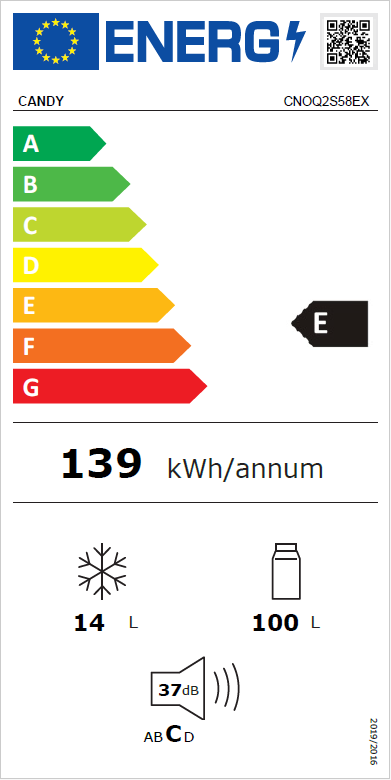 ENERG
CANDY CNOQ2S58EX
A
B
C
D
E
E
F
G
139 kWh/annum
14 L 100 L
37dB
ABCD
2019/2016